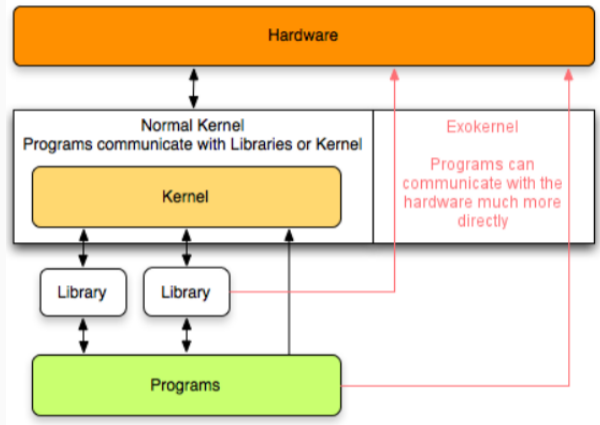 Hardware
Normal Kernel
Programs communicate with Libraries or Kernel
Kernel
Exokernel
Programs can
communicate with the
hardware much more
directly
Library
Library
Programs